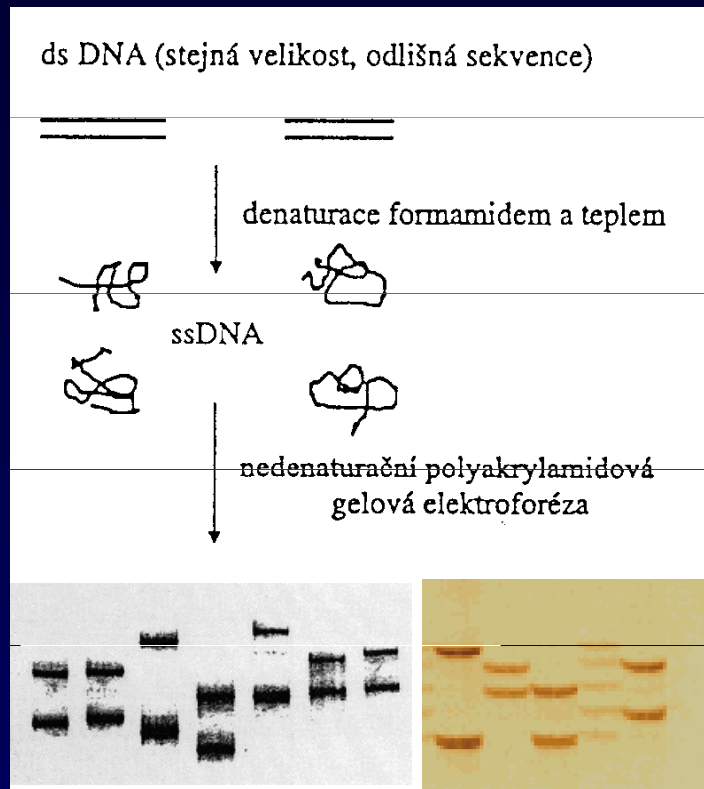 ds DNA (stejná velikost, odlišná sekvence)
denaturace formamidem a teplem
ssDNA
nedenaturační polyakrylamidová
gelová elektroforéza